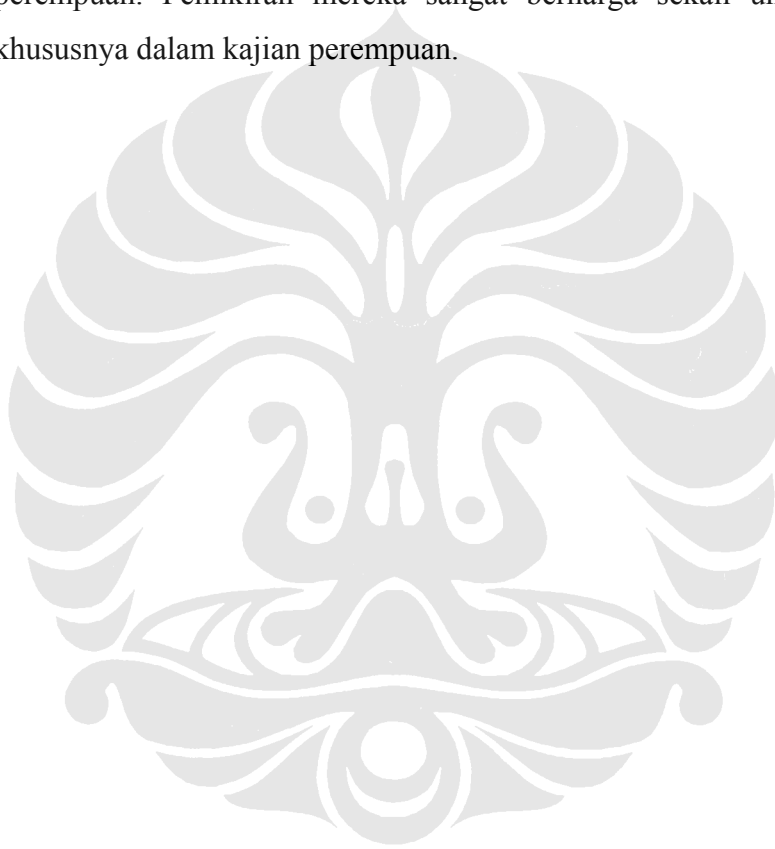 perempuan. Pemikiran mereka sangat berharga sekali
khususnya dalam kajian perempuan.